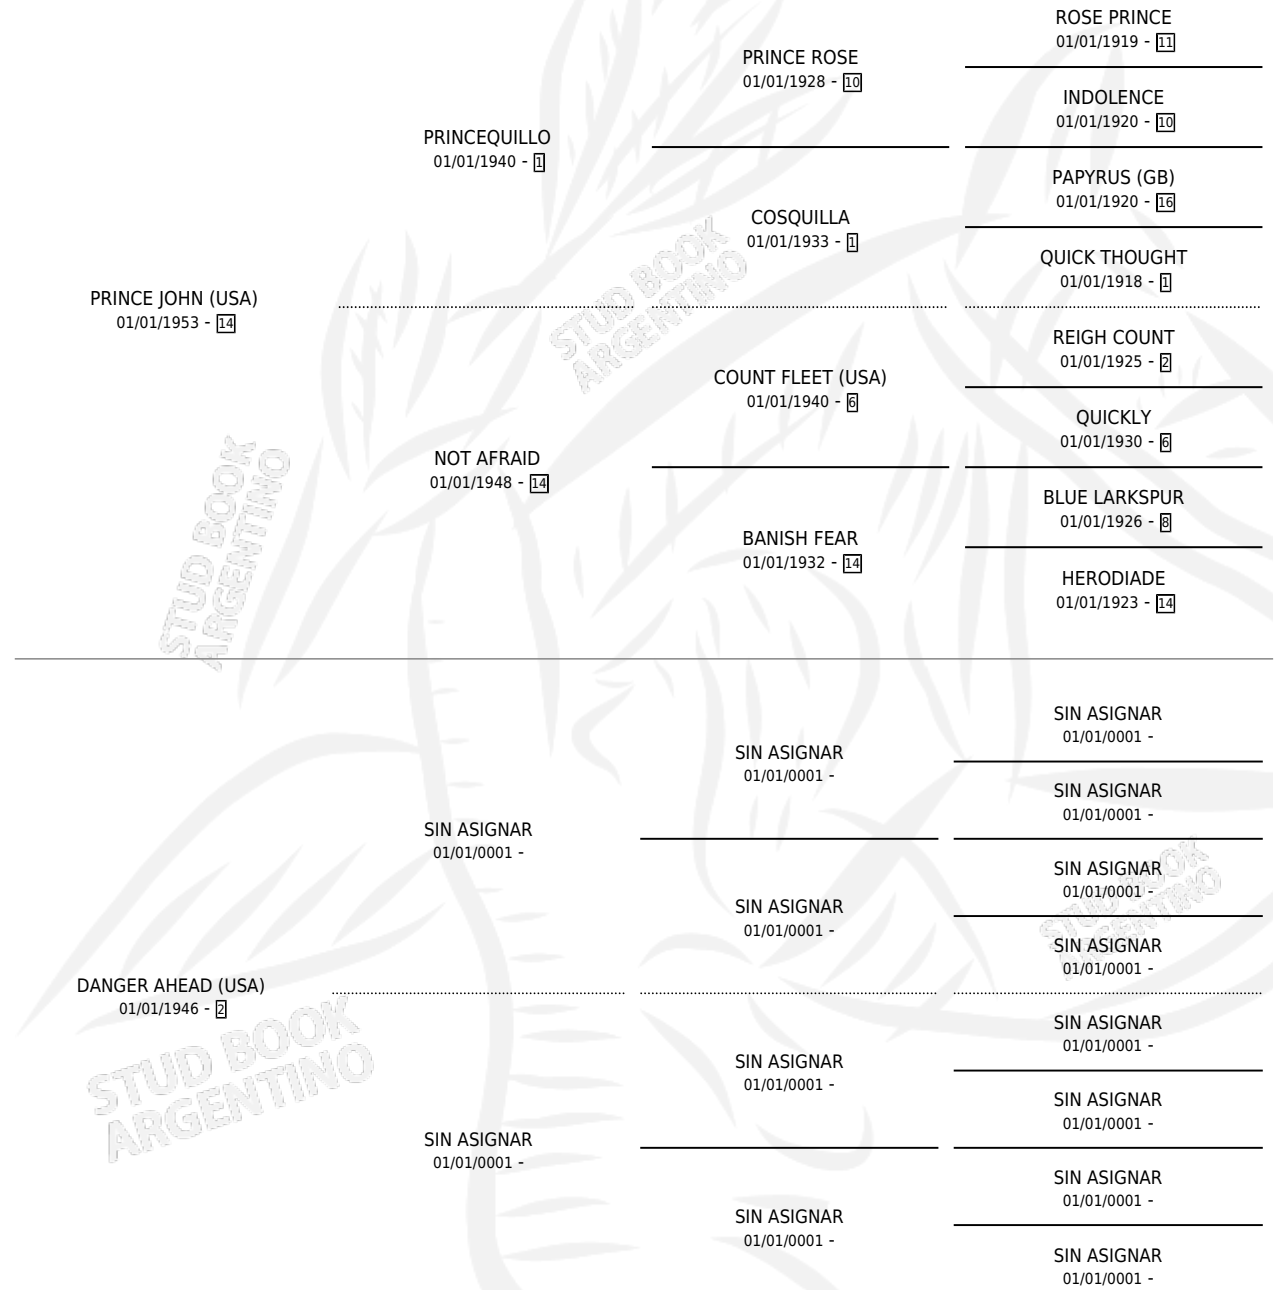 ROSE PRINCE
01/01/1919 - 11
PRINCE ROSE
01/01/1928 - 10
INDOLENCE
01/01/1920 - 10
PRINCEQUILLO
01/01/1940 - 1
PAPYRUS (GB)
01/01/1920 - 16
COSQUILLA
01/01/1933 - 1
QUICK THOUGHT
01/01/1918 - 1
PRINCE JOHN (USA)
01/01/1953 - 14
REIGH COUNT
01/01/1925 - 2
COUNT FLEET (USA)
01/01/1940 - 6
QUICKLY
01/01/1930 - 6
NOT AFRAID
01/01/1948 - 14
BLUE LARKSPUR
01/01/1926 - 8
BANISH FEAR
01/01/1932 - 14
HERODIADE
01/01/1923 - 14
STUD BOOK
ARGENTINO
STUD BOOK
ARGENTINO
SIN ASIGNAR
01/01/0001 -
SIN ASIGNAR
01/01/0001 -
SIN ASIGNAR
01/01/0001 -
SIN ASIGNAR
01/01/0001 -
SIN ASIGNAR
01/01/0001 -
SIN ASIGNAR
01/01/0001 -
SIN ASIGNAR
01/01/0001 -
DANGER AHEAD (USA)
01/01/1946 - 2
SIN ASIGNAR
01/01/0001 -
SIN ASIGNAR
01/01/0001 -
SIN ASIGNAR
01/01/0001 -
SIN ASIGNAR
01/01/0001 -
SIN ASIGNAR
01/01/0001 -
SIN ASIGNAR
01/01/0001 -
SIN ASIGNAR
01/01/0001 -
STUD BOOK
ARGENTINO
STUD BOOK
ARGENTINO